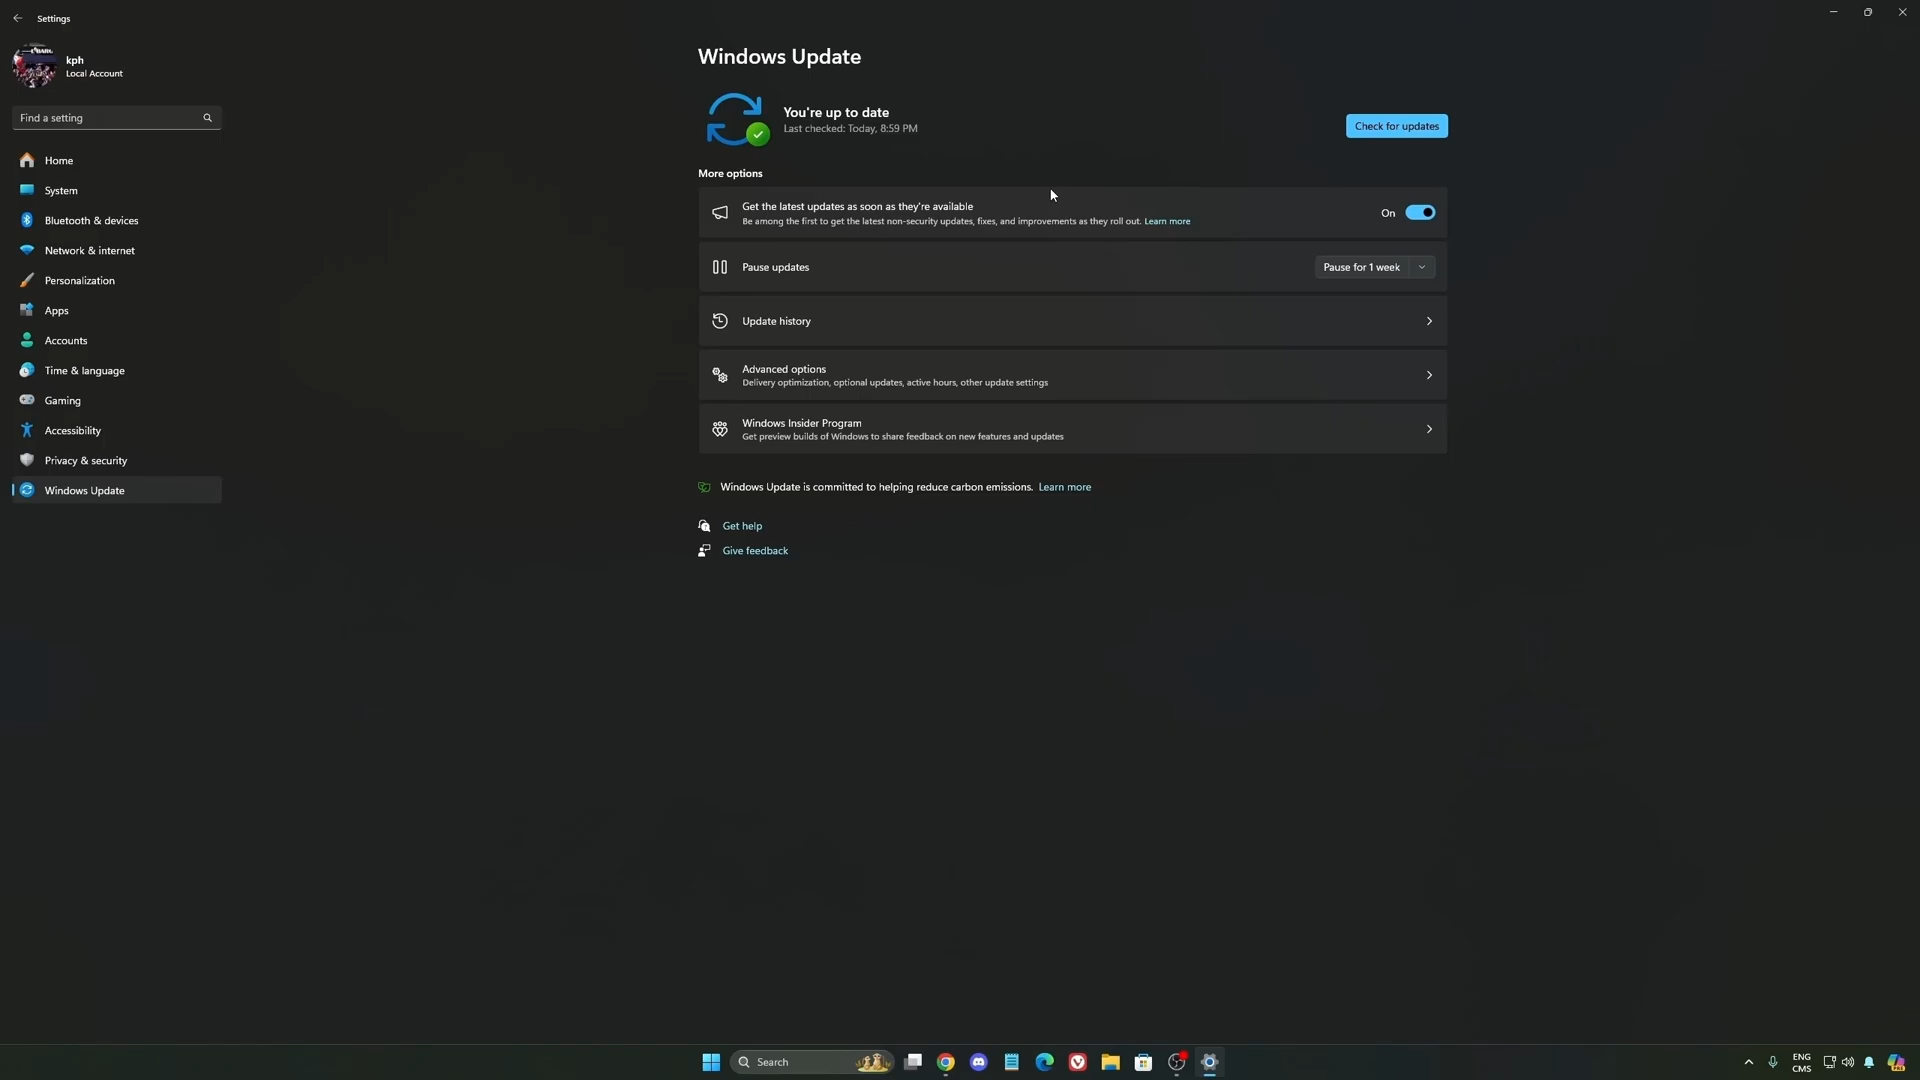 Settings
kph
Local Account
Find a setting
Home
System
Bluetooth & devices
Network & internet
Personalization
Apps
Accounts
Time & language
Gaming
Accessibility
Privacy & security
Windows Update
Windows Update
You're up to date
Last checked: Today, 8:59 PM
Check for updates
More options
Get the latest updates as soon as they're available
Be among the first to get the latest non-security updates, fixes, and improvements as they roll out. Learn more
On
Pause updates
Pause for 1 week
Update history
Advanced options
Delivery optimization, optional updates, active hours, other update settings
Windows Insider Program
Get preview builds of Windows to share feedback on new features and updates
Windows Update is committed to helping reduce carbon emissions. Learn more
Get help
Give feedback
Search
ENG
CMS